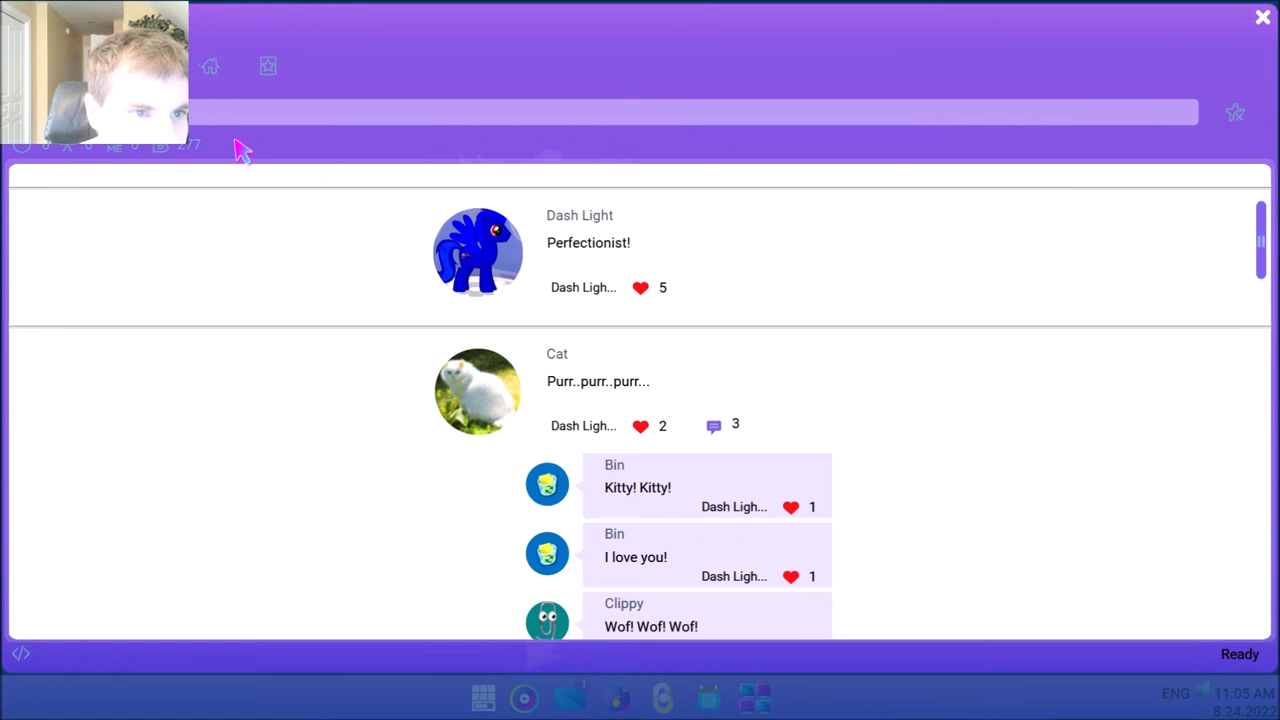 277
Dash Light
Perfectionist!
Dash Ligh... 5
Cat
Purr..purr..purr...
Dash Ligh... 2 3
Bin
Kitty! Kitty!
Dash Ligh... 1
Bin
I love you!
Dash Ligh... 1
Clippy
Wof! Wof! Wof!
Ready
ENG 11:05 AM